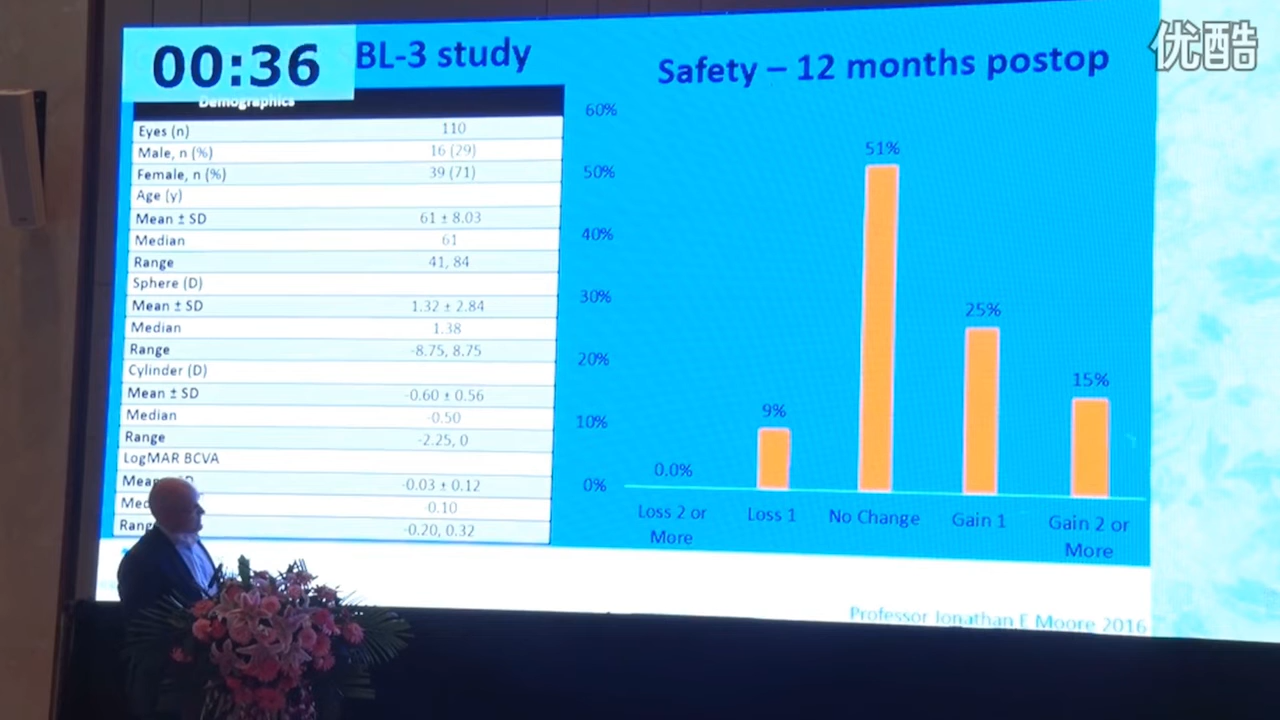 00:36
BL-3 study
优酷
Safety – 12 months postop
Demographics
Eyes (n) 110
Male, n (%) 16 (29)
Female, n (%) 39 (71)
Age (y)
Mean ± SD 61 ± 8.03
Median 61
Range 41, 84
Sphere (D)
Mean ± SD 1.32 ± 2.84
Median 1.38
Range -8.75, 8.75
Cylinder (D)
Mean ± SD -0.60 ± 0.56
Median -0.50
Range -2.25, 0
LogMAR BCVA
-0.03 ± 0.12
-0.10
-0.20, 0.32
60%
50%
40%
30%
20%
10%
0%
0.0%
9%
51%
25%
15%
Loss 2 or More
Loss 1
No Change
Gain 1
Gain 2 or More
Professor Jonathan E Moore 2016